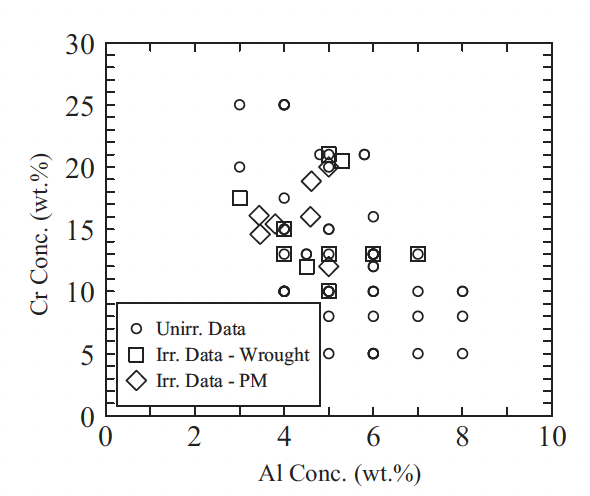 30
25
20
15
10
5
0
Cr Conc. (wt.%)
Unirr. Data
Irr. Data - Wrought
Irr. Data - PM
0 2 4 6 8 10
Al Conc. (wt.%)